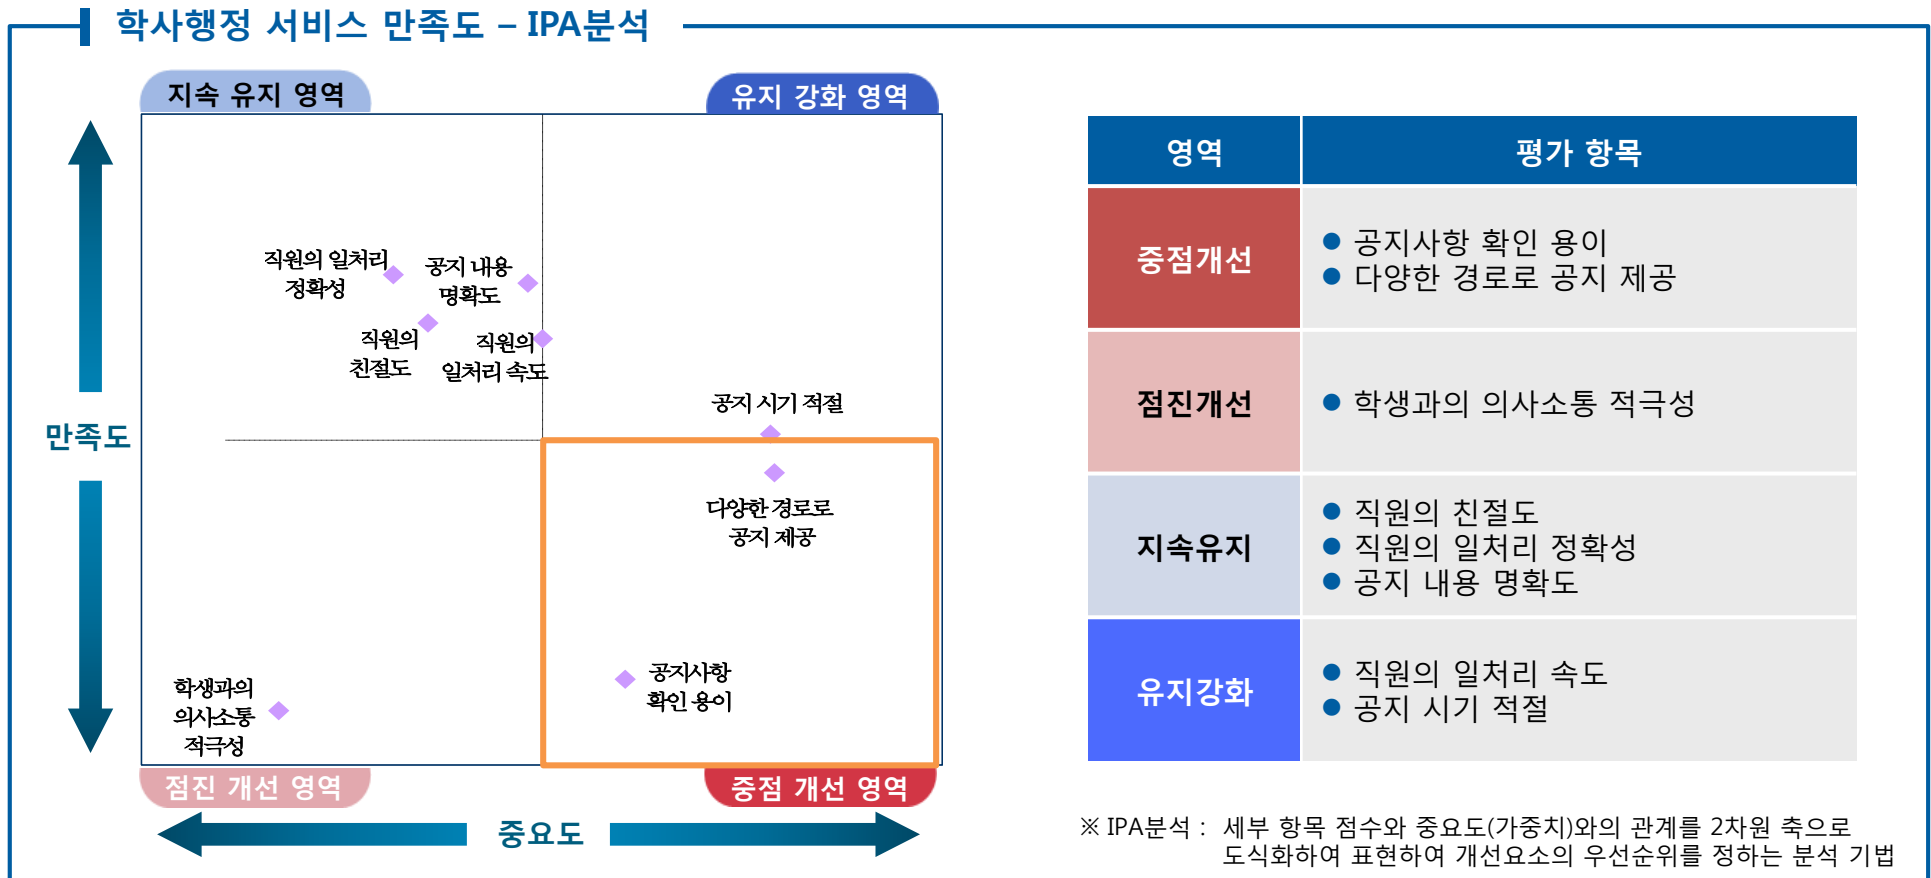 학사행정 서비스 만족도 – IPA분석
지속 유지 영역
유지 강화 영역
직원의 일처리
정확성
공지 내용
명확도
직원의
친절도
직원의
일처리 속도
공지 시기 적절
만족도
다양한 경로로
공지 제공
공지사항
확인 용이
학생과의
의사소통
적극성
점진 개선 영역
중점 개선 영역
중요도
영역 평가 항목
중점개선
공지사항 확인 용이
다양한 경로로 공지 제공
점진개선
학생과의 의사소통 적극성
지속유지
직원의 친절도
직원의 일처리 정확성
공지 내용 명확도
유지강화
직원의 일처리 속도
공지 시기 적절
※ IPA분석 : 세부 항목 점수와 중요도(가중치)와의 관계를 2차원 축으로
도식화하여 표현하여 개선요소의 우선순위를 정하는 분석 기법